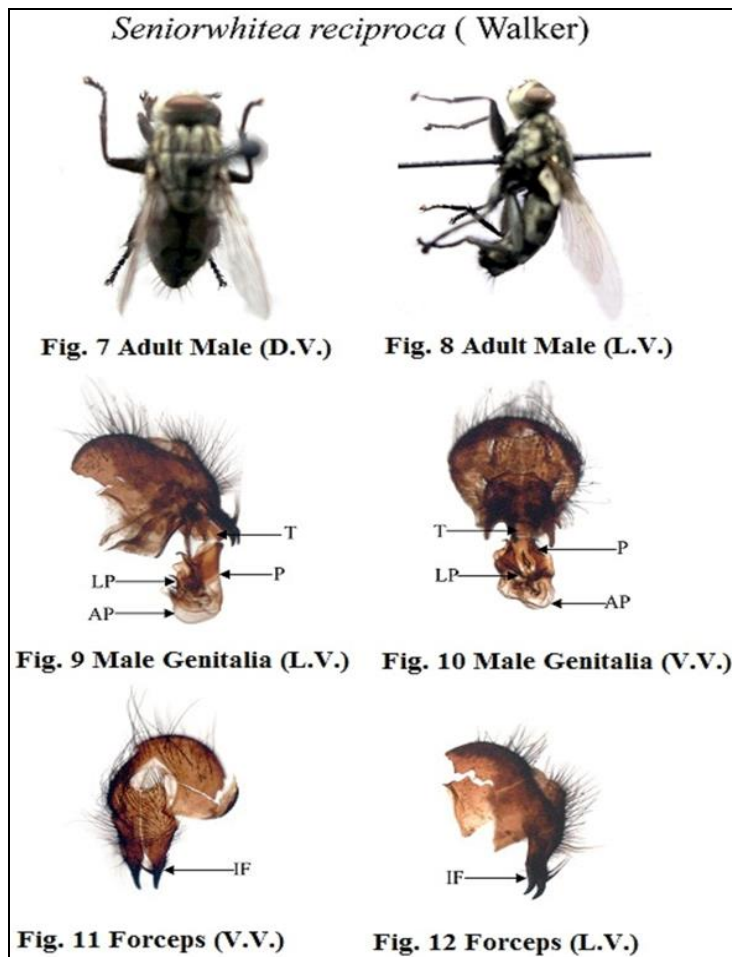 Seniorwhitea reciproca ( Walker)
Fig. 7 Adult Male (D.V.)
Fig. 8 Adult Male (L.V.)
T
P
LP
AP
T
P
LP
AP
Fig. 9 Male Genitalia (L.V.)
Fig. 10 Male Genitalia (V.V.)
IF
IF
Fig. 11 Forceps (V.V.)
Fig. 12 Forceps (L.V.)